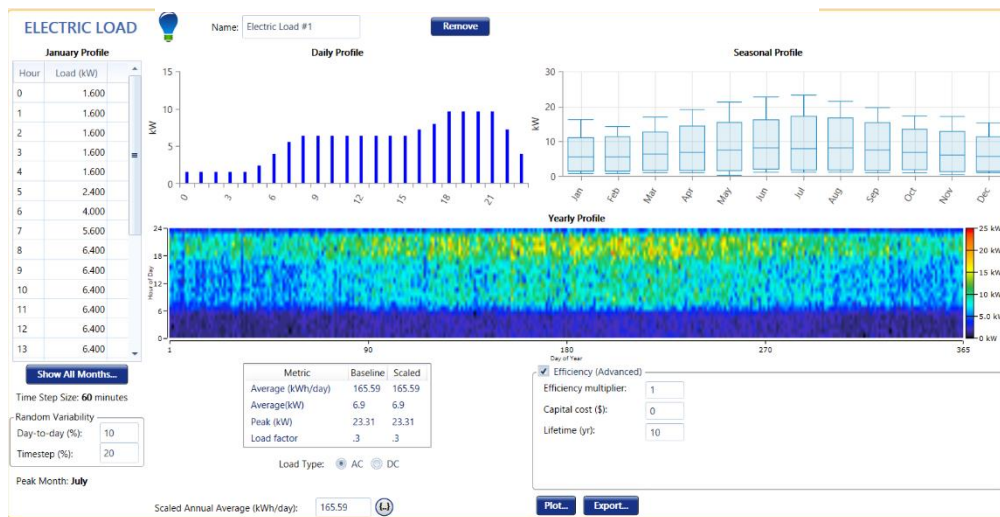 ELECTRIC LOAD
Name: Electric Load #1
Remove
January Profile
Hour Load (kW)
0 1.600
1 1.600
2 1.600
3 1.600
4 1.600
5 2.400
6 4.000
7 5.600
8 6.400
9 6.400
10 6.400
11 6.400
12 6.400
13 6.400
Show All Months...
Time Step Size: 60 minutes
Random Variability
Day-to-day (%): 10
Timestep (%): 20
Peak Month: July
Daily Profile
kW
15
10
5
0
0 3 6 9 12 15 18 21
Seasonal Profile
kW
30
20
10
0
Jan Feb Mar Apr May Jun Jul Aug Sep Oct Nov Dec
Yearly Profile
Hour of Day
24
18
12
6
0
1 90 180 270 365
Day of Year
25 kW
20 kW
15 kW
10 kW
5.0 kW
0 kW
Metric Baseline Scaled
Average (kWh/day) 165.59 165.59
Average(kW) 6.9 6.9
Peak (kW) 23.31 23.31
Load factor .3 .3
Load Type: AC DC
Scaled Annual Average (kWh/day): 165.59 {..}
Efficiency (Advanced)
Efficiency multiplier: 1
Capital cost ($): 0
Lifetime (yr): 10
Plot... Export...